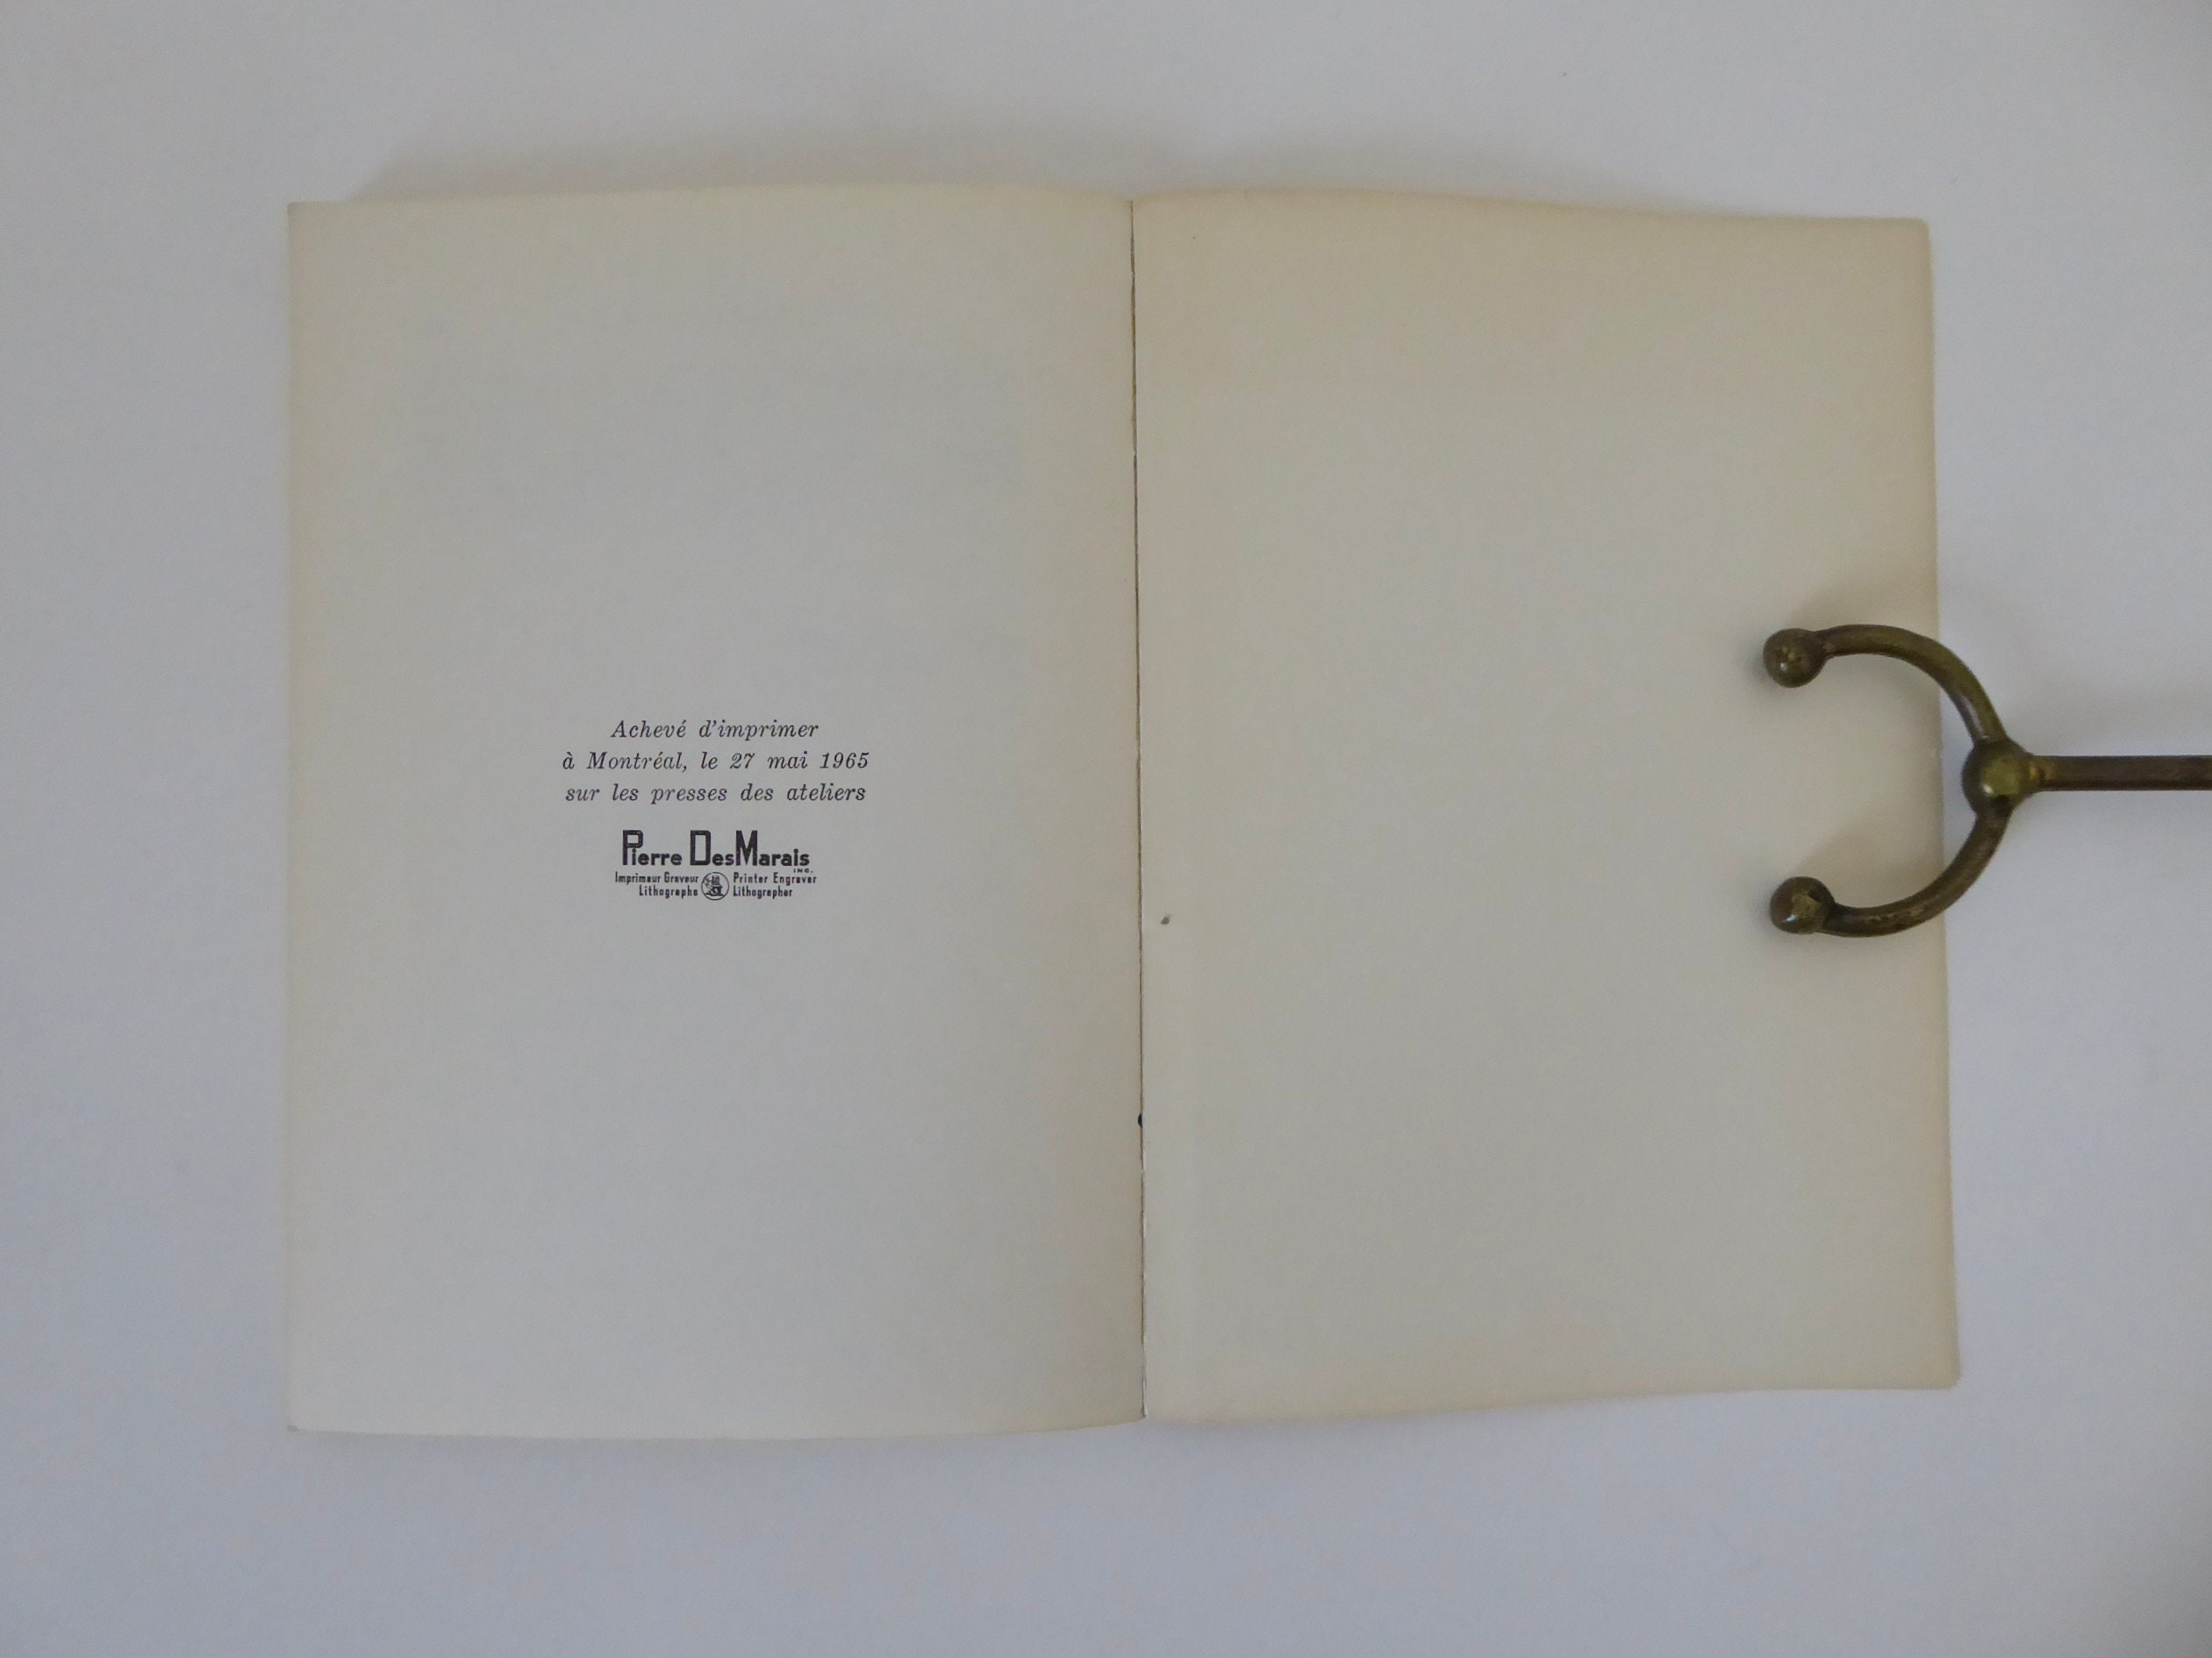 Achevé d'imprimer
à Montréal, le 27 mai 1965
sur les presses des ateliers
Pierre DesMarais
INC.
Imprimeur Graveur Printer Engraver
Lithographe Lithographer